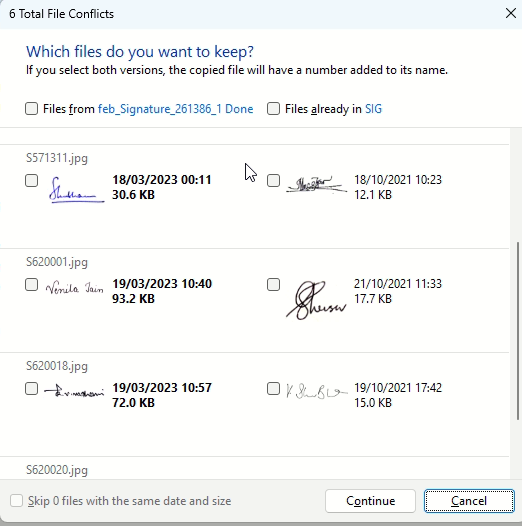 6 Total File Conflicts
Which files do you want to keep?
If you select both versions, the copied file will have a number added to its name.
Files from feb_Signature_261386_1 Done
Files already in SIG
S571311.jpg
18/03/2023 00:11
30.6 KB
18/10/2021 10:23
12.1 KB
S620001.jpg
Venila Jain
19/03/2023 10:40
93.2 KB
21/10/2021 11:33
17.7 KB
S620018.jpg
19/03/2023 10:57
72.0 KB
19/10/2021 17:42
15.0 KB
S620020.jpg
Skip 0 files with the same date and size
Continue
Cancel